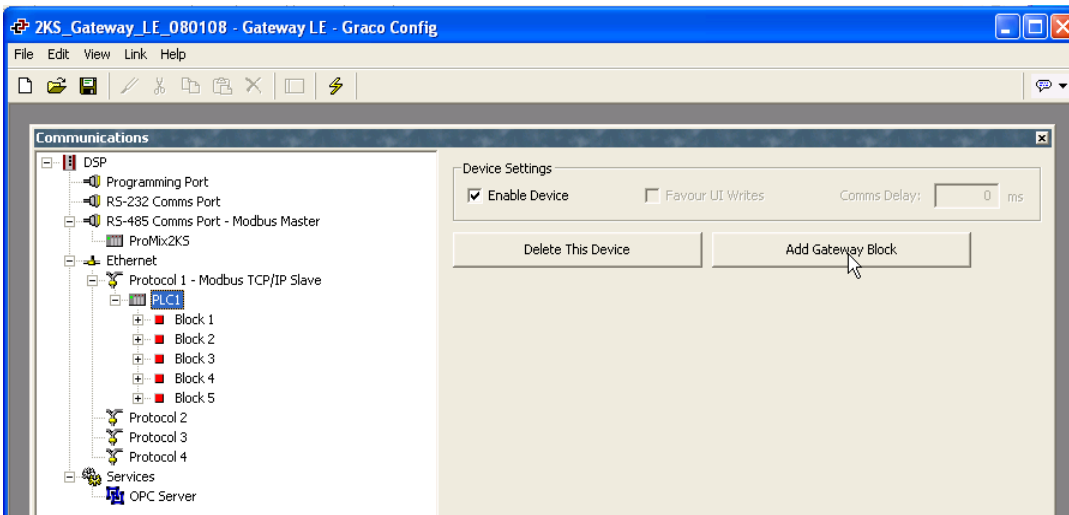 2KS_Gateway_LE_080108 - Gateway LE - Graco Config
File Edit View Link Help
Communications
DSP
Programming Port
RS-232 Comms Port
RS-485 Comms Port - Modbus Master
ProMix2KS
Ethernet
Protocol 1 - Modbus TCP/IP Slave
PLC1
Block 1
Block 2
Block 3
Block 4
Block 5
Protocol 2
Protocol 3
Protocol 4
Services
OPC Server
Device Settings
Enable Device Favour UI Writes Comms Delay: 0 ms
Delete This Device Add Gateway Block